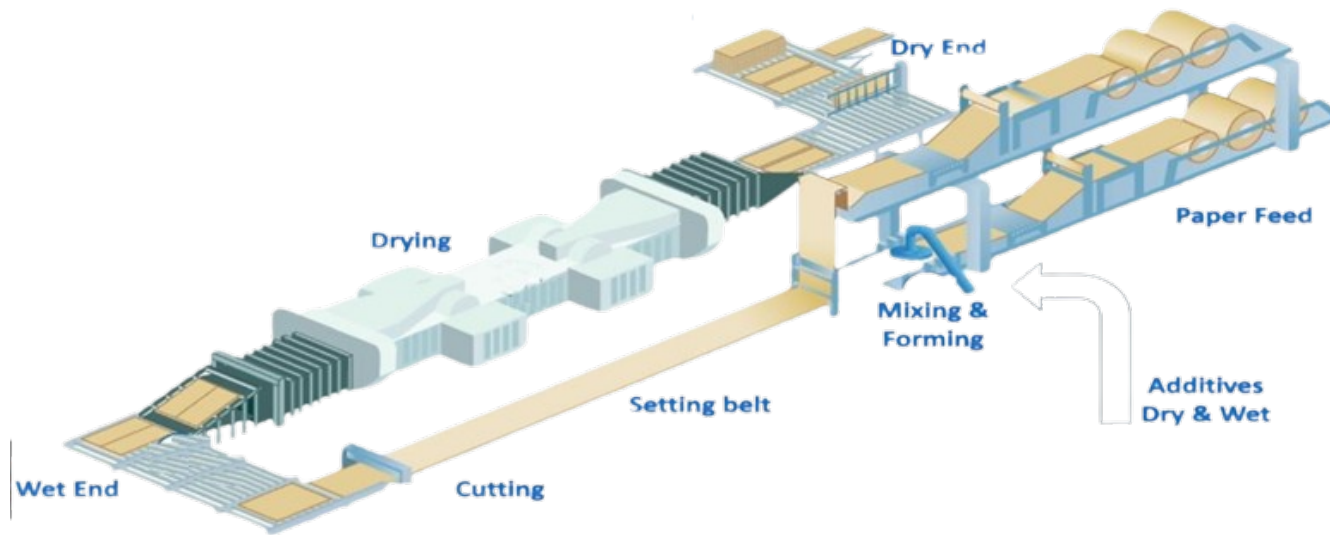 Dry End
Paper Feed
Drying
Mixing &
Forming
Additives
Dry & Wet
Setting belt
Wet End
Cutting